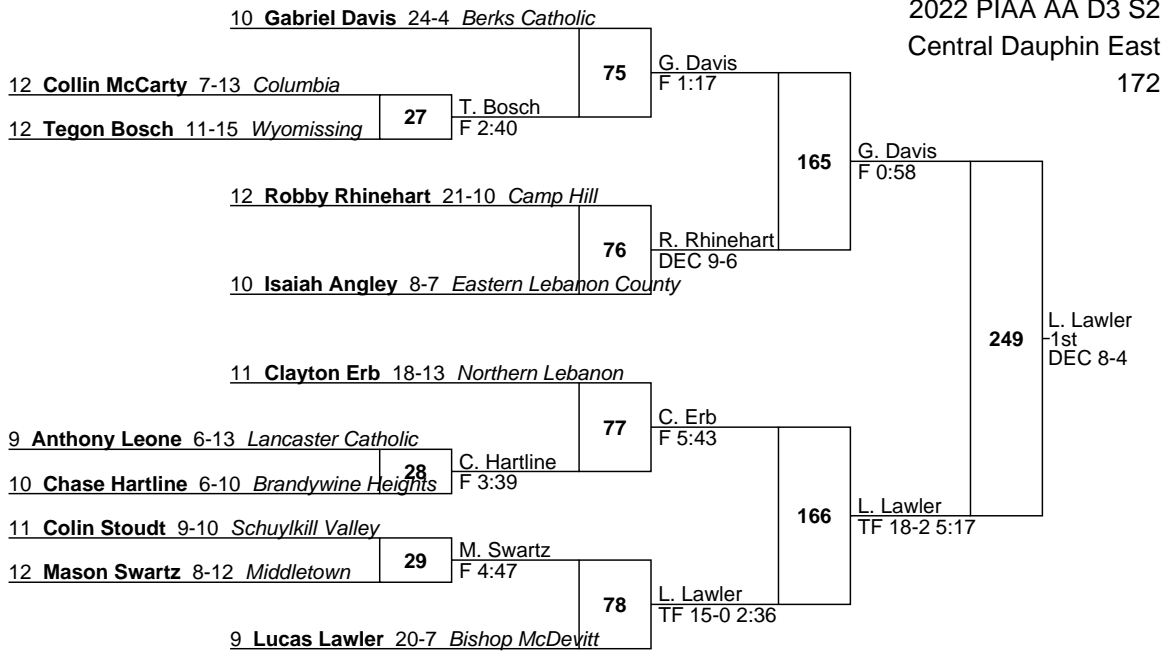 2022 PIAA AA D3 S2
Central Dauphin East
172
10 Gabriel Davis 24-4 Berks Catholic
75
G. Davis
F 1:17
12 Collin McCarty 7-13 Columbia
27
T. Bosch
F 2:40
12 Tegon Bosch 11-15 Wyomissing
165
G. Davis
F 0:58
12 Robby Rhinehart 21-10 Camp Hill
76
R. Rhinehart
DEC 9-6
10 Isaiah Angley 8-7 Eastern Lebanon County
249
L. Lawler
1st
DEC 8-4
11 Clayton Erb 18-13 Northern Lebanon
77
C. Erb
F 5:43
9 Anthony Leone 6-13 Lancaster Catholic
28
C. Hartline
F 3:39
10 Chase Hartline 6-10 Brandywine Heights
166
L. Lawler
TF 18-2 5:17
11 Colin Stoudt 9-10 Schuylkill Valley
29
M. Swartz
F 4:47
12 Mason Swartz 8-12 Middletown
78
L. Lawler
TF 15-0 2:36
9 Lucas Lawler 20-7 Bishop McDevitt